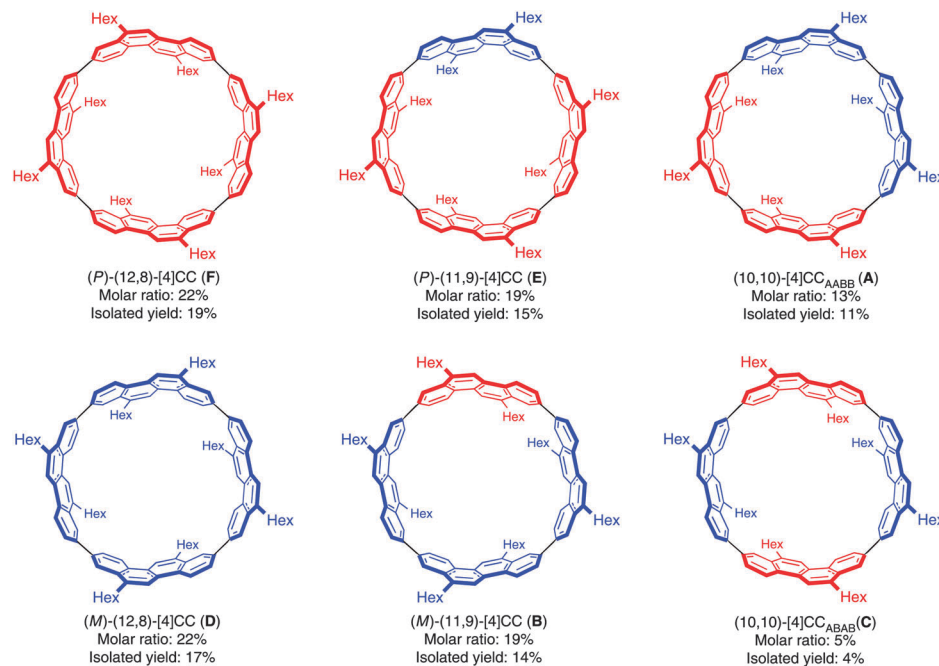 Hex
Hex
Hex
Hex
Hex
Hex
Hex
Hex
(P)-(12,8)-[4]CC (F)
Molar ratio: 22%
Isolated yield: 19%
Hex
Hex
Hex
Hex
Hex
Hex
Hex
Hex
(P)-(11,9)-[4]CC (E)
Molar ratio: 19%
Isolated yield: 15%
Hex
Hex
Hex
Hex
Hex
Hex
Hex
Hex
(10,10)-[4]CCAABB (A)
Molar ratio: 13%
Isolated yield: 11%
Hex
Hex
Hex
Hex
Hex
Hex
Hex
Hex
(M)-(12,8)-[4]CC (D)
Molar ratio: 22%
Isolated yield: 17%
Hex
Hex
Hex
Hex
Hex
Hex
Hex
Hex
(M)-(11,9)-[4]CC (B)
Molar ratio: 19%
Isolated yield: 14%
Hex
Hex
Hex
Hex
Hex
Hex
Hex
Hex
(10,10)-[4]CCABAB(C)
Molar ratio: 5%
Isolated yield: 4%